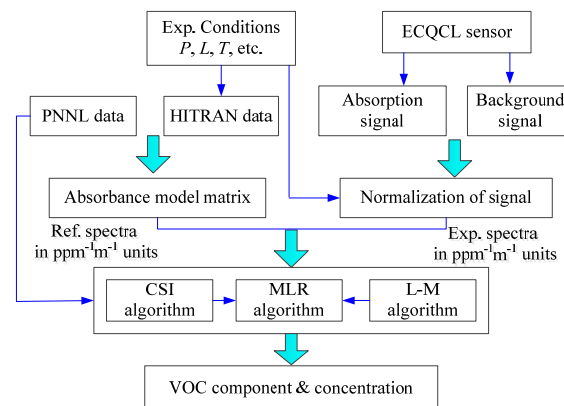 Exp. Conditions
P, L, T, etc.
ECQCL sensor
PNNL data
HITRAN data
Absorption
signal
Background
signal
Absorbance model matrix
Normalization of signal
Ref. spectra
in ppm⁻¹m⁻¹ units
Exp. spectra
in ppm⁻¹m⁻¹ units
CSI
algorithm
MLR
algorithm
L-M
algorithm
VOC component & concentration